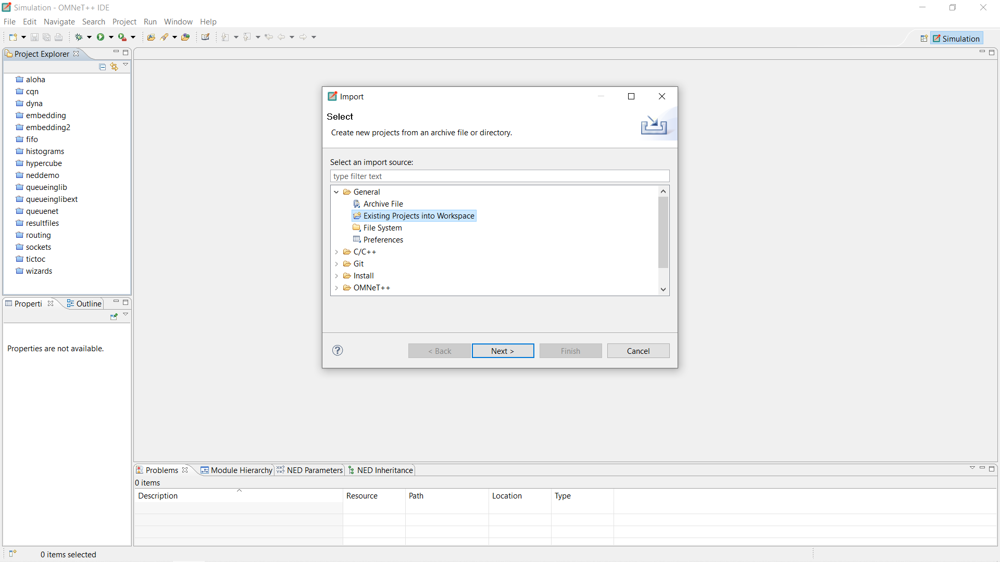 Simulation - OMNeT++ IDE
File Edit Navigate Search Project Run Window Help
Simulation
Project Explorer
aloha
cqn
dyna
embedding
embedding2
fifo
histograms
hypercube
neddemo
queueinglib
queueinglibext
queuenet
resultfiles
routing
sockets
tictoc
wizards
Properti Outline
Properties are not available.
Import
Select
Create new projects from an archive file or directory.
Select an import source:
type filter text
General
Archive File
Existing Projects into Workspace
File System
Preferences
C/C++
Git
Install
OMNeT++
< Back Next > Finish Cancel
Problems Module Hierarchy NED Parameters NED Inheritance
0 items
Description Resource Path Location Type
0 items selected